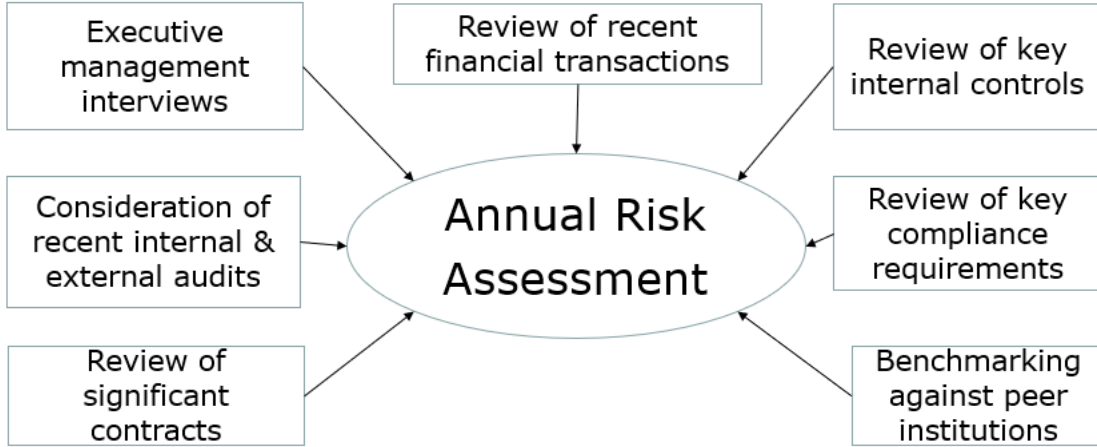 Executive
management
interviews
Review of recent
financial transactions
Review of key
internal controls
Consideration of
recent internal &
external audits
Annual Risk
Assessment
Review of key
compliance
requirements
Review of
significant
contracts
Benchmarking
against peer
institutions